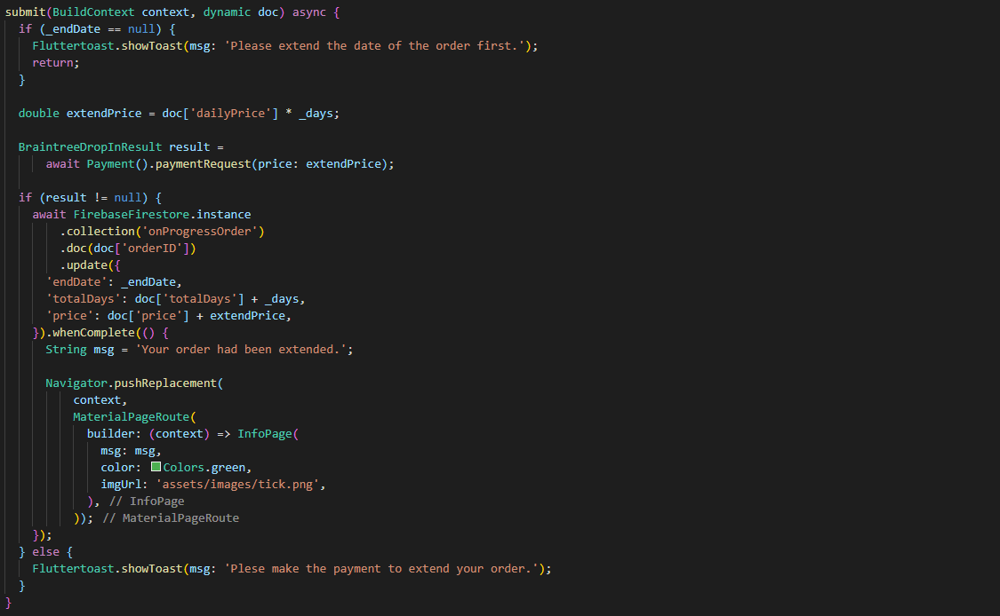 submit(BuildContext context, dynamic doc) async {
if (_endDate == null) {
Fluttertoast.showToast(msg: 'Please extend the date of the order first.');
return;
}
double extendPrice = doc['dailyPrice'] * _days;
BraintreeDropInResult result =
await Payment().paymentRequest(price: extendPrice);
if (result != null) {
await FirebaseFirestore.instance
.collection('onProgressOrder')
.doc(doc['orderID'])
.update({
'endDate': _endDate,
'totalDays': doc['totalDays'] + _days,
'price': doc['price'] + extendPrice,
}).whenComplete(() {
String msg = 'Your order had been extended.';
Navigator.pushReplacement(
context,
MaterialPageRoute(
builder: (context) => InfoPage(
msg: msg,
color: Colors.green,
imgUrl: 'assets/images/tick.png',
), // InfoPage
)); // MaterialPageRoute
});
} else {
Fluttertoast.showToast(msg: 'Plese make the payment to extend your order.');
}
}